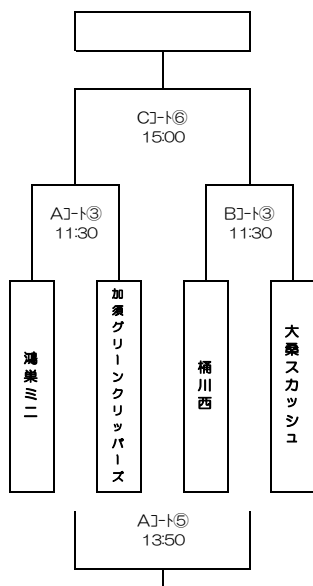 Cコート⑥
15:00
Aコート③
11:30
Bコート③
11:30
鴻巣ミニ
加須グリーンクリッパーズ
桶川西
大桑スカッシュ
Aコート⑤
13:50